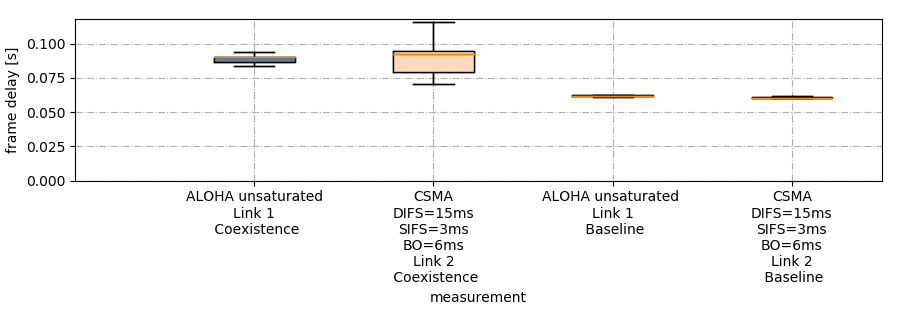 frame delay [s]
0.100
0.075
0.050
0.025
0.000
ALOHA unsaturated
Link 1
Coexistence
CSMA
DIFS=15ms
SIFS=3ms
BO=6ms
Link 2
Coexistence
ALOHA unsaturated
Link 1
Baseline
CSMA
DIFS=15ms
SIFS=3ms
BO=6ms
Link 2
Baseline
measurement